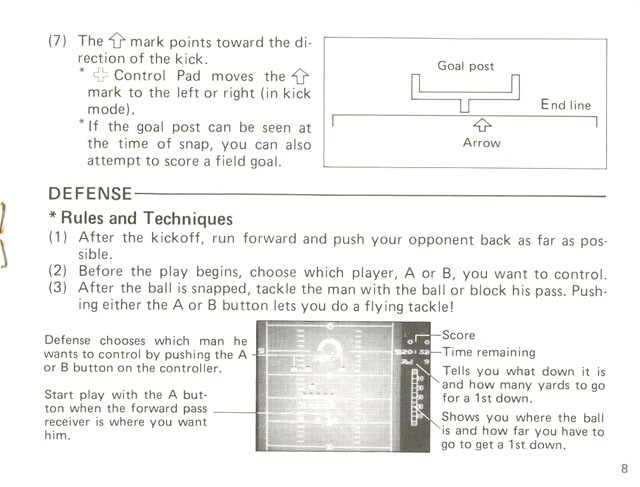 (7) The ⇧ mark points toward the di-
rection of the kick.
* ✚ Control Pad moves the ⇧
mark to the left or right (in kick
mode).
* If the goal post can be seen at
the time of snap, you can also
attempt to score a field goal.
Goal post
End line
Arrow
DEFENSE
* Rules and Techniques
(1) After the kickoff, run forward and push your opponent back as far as pos-
sible.
(2) Before the play begins, choose which player, A or B, you want to control.
(3) After the ball is snapped, tackle the man with the ball or block his pass. Push-
ing either the A or B button lets you do a flying tackle!
Defense chooses which man he
wants to control by pushing the A
or B button on the controller.
Start play with the A but-
ton when the forward pass
receiver is where you want
him.
Score
Time remaining
Tells you what down it is
and how many yards to go
for a 1st down.
Shows you where the ball
is and how far you have to
go to get a 1st down.
8